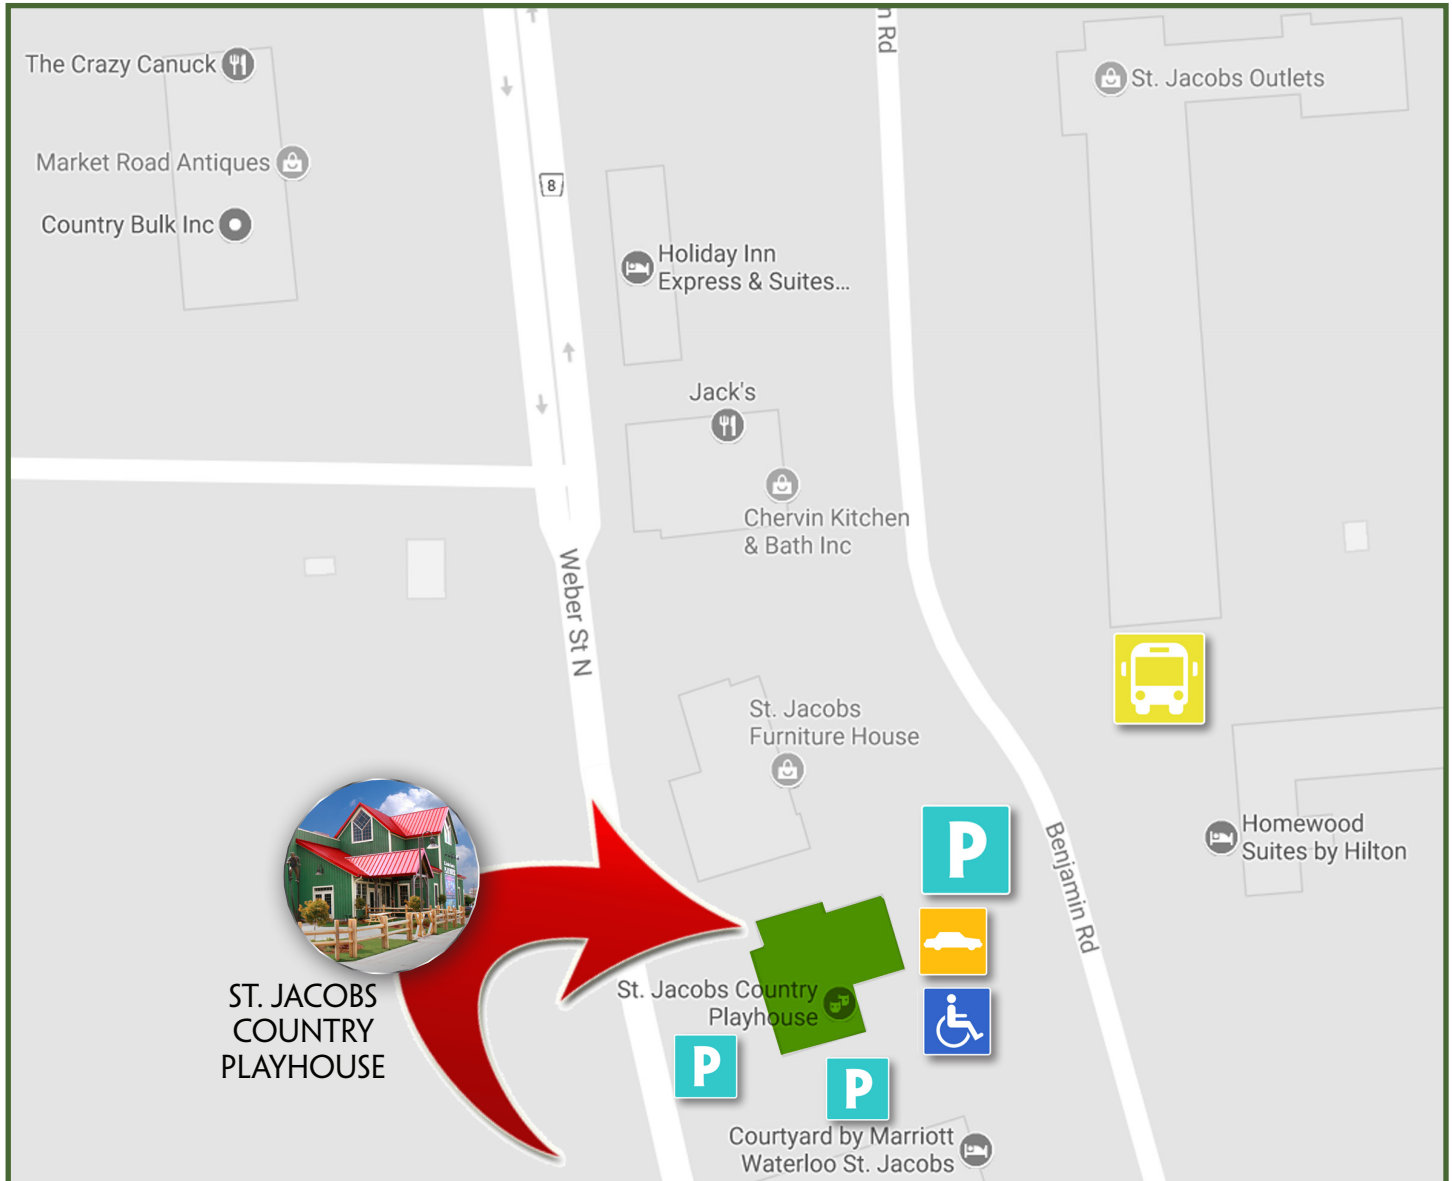 n Rd
The Crazy Canuck
St. Jacobs Outlets
Market Road Antiques
8
Country Bulk Inc
Holiday Inn
Express & Suites...
Jack's
Chervin Kitchen
& Bath Inc
Weber St N
St. Jacobs
Furniture House
P
Benjamin Rd
Homewood
Suites by Hilton
ST. JACOBS
COUNTRY
PLAYHOUSE
St. Jacobs Country
Playhouse
P
P
Courtyard by Marriott
Waterloo St. Jacobs